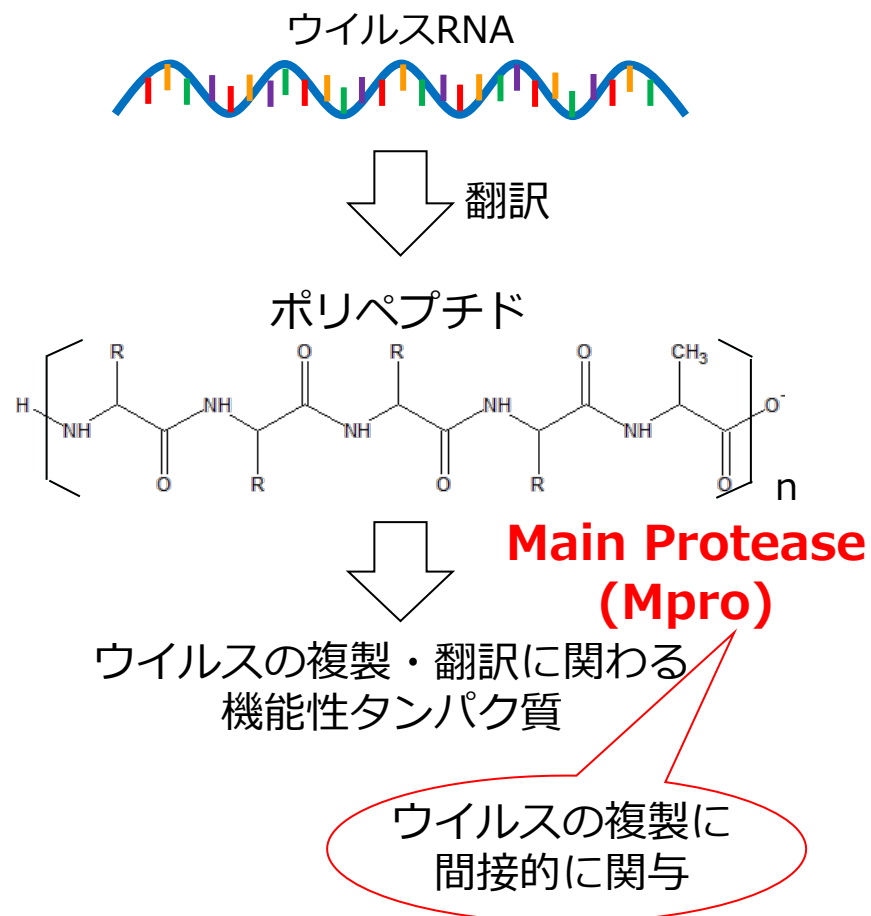 ウイルスRNA
翻訳
ポリペプチド
R O R O CH₃
H NH NH NH NH NH O⁻
O R O R O
n
Main Protease
(Mpro)
ウイルスの複製・翻訳に関わる
機能性タンパク質
ウイルスの複製に
間接的に関与